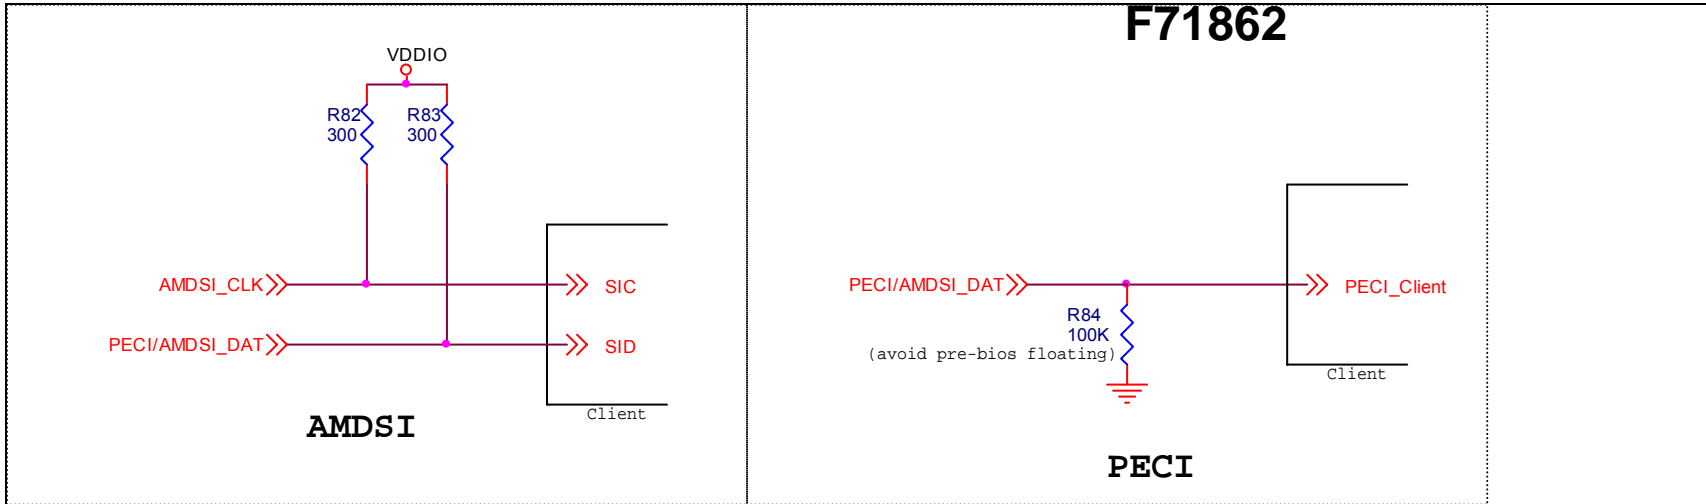 F71862
VDDIO
R82
300
R83
300
AMDSI_CLK
SIC
PECI/AMDSI_DAT
SID
Client
AMDSI
PECI/AMDSI_DAT
PECI_Client
R84
100K
(avoid pre-bios floating)
Client
PECI